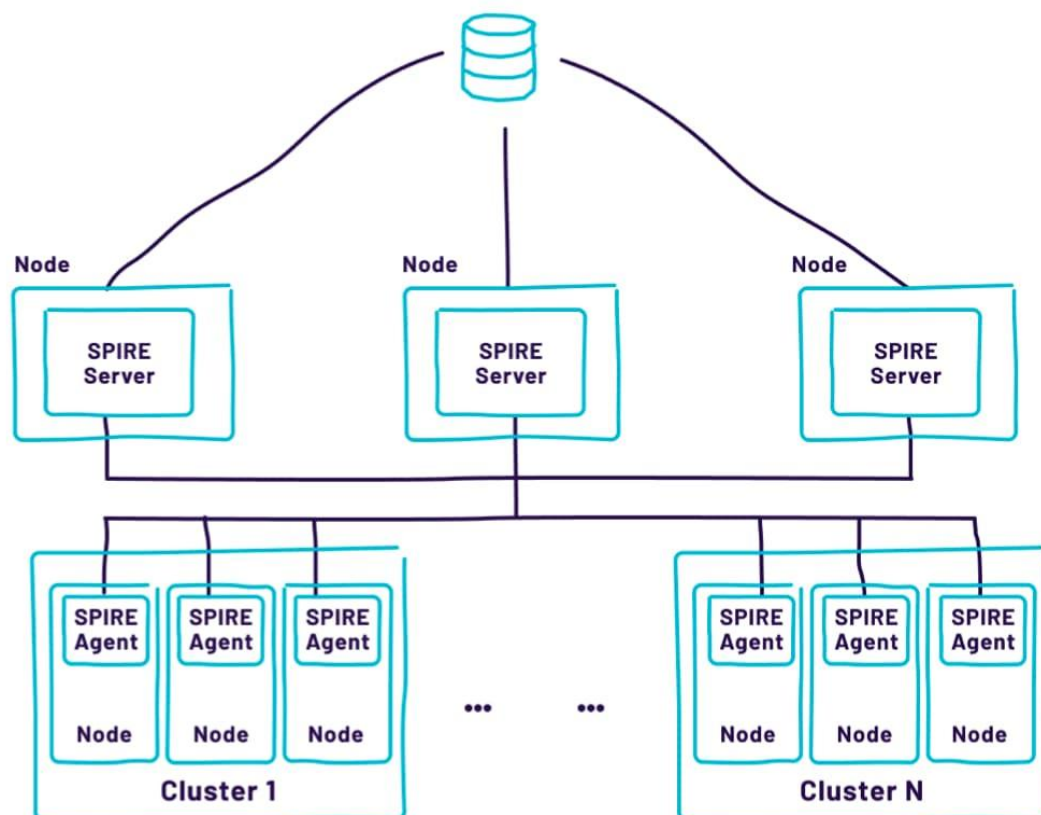 Node
Node
Node
SPIRE
Server
SPIRE
Server
SPIRE
Server
SPIRE
Agent
SPIRE
Agent
SPIRE
Agent
SPIRE
Agent
SPIRE
Agent
SPIRE
Agent
... ...
Node
Node
Node
Node
Node
Node
Cluster 1
Cluster N